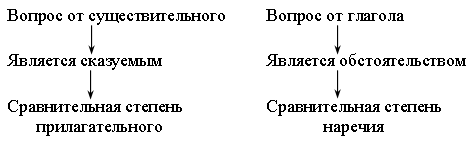 Вопрос от существительного
Является сказуемым
Сравнительная степень
прилагательного
Вопрос от глагола
Является обстоятельством
Сравнительная степень
наречия